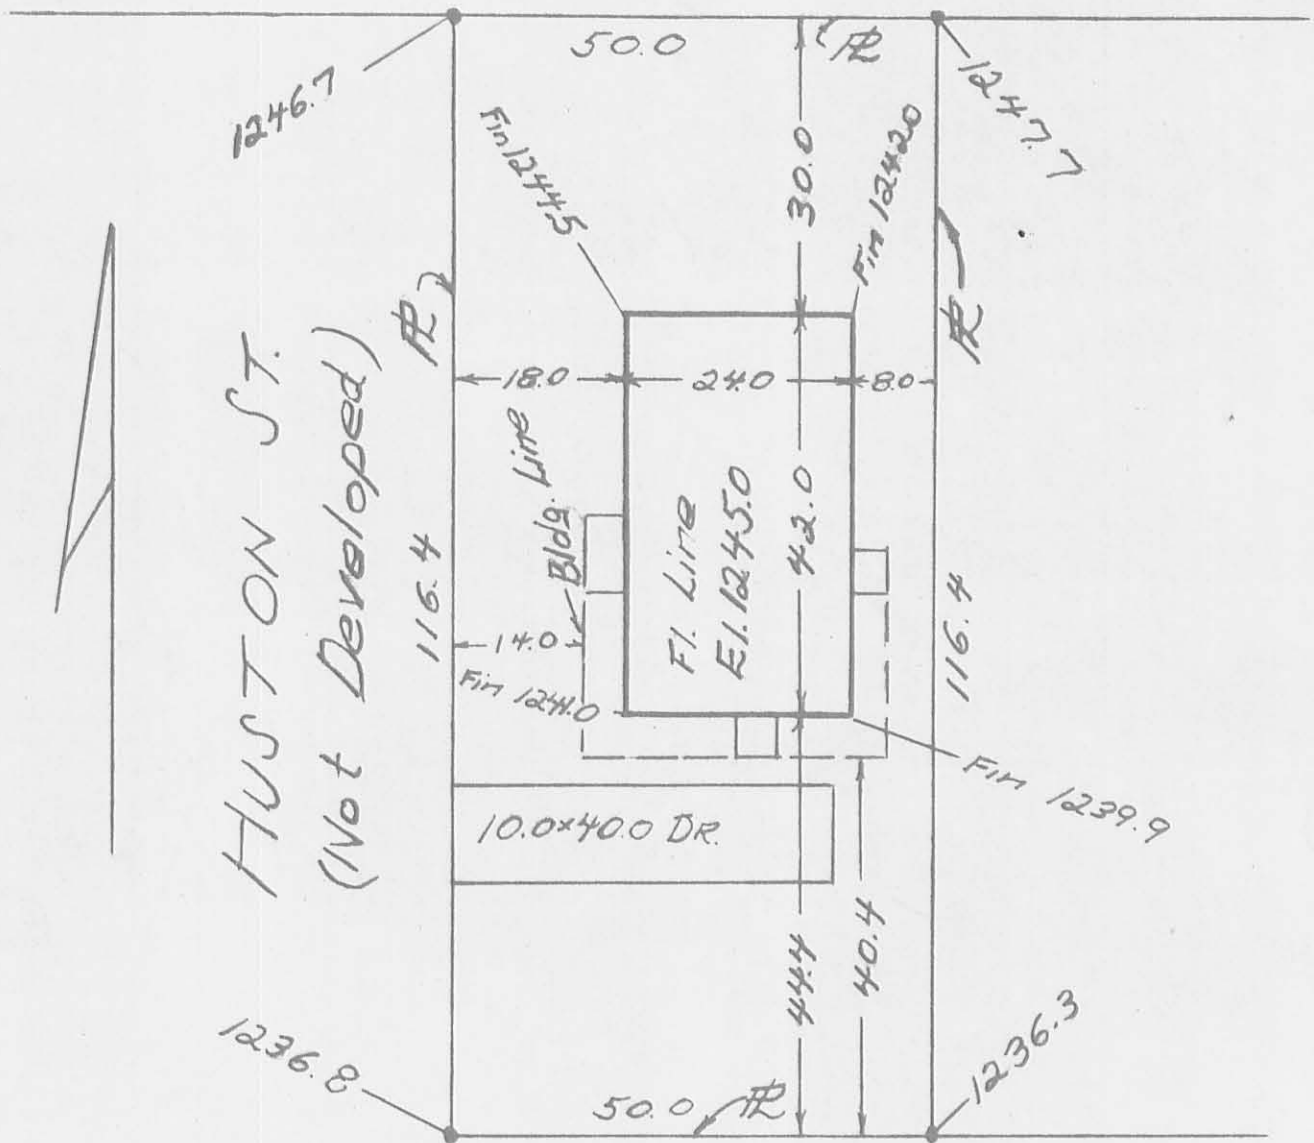 50.0
PL
1246.7
1247.7
Fin 1244.5
30.0
Fin 1242.0
PL
PL
HUSTON ST.
(Not Developed)
18.0
24.0
8.0
Bldg. Line
Fl. Line
El. 1245.0
42.0
116.4
116.4
14.0
Fin 1241.0
Fin 1239.9
10.0x40.0 DR.
44.4
40.4
1236.8
1236.3
50.0
PL